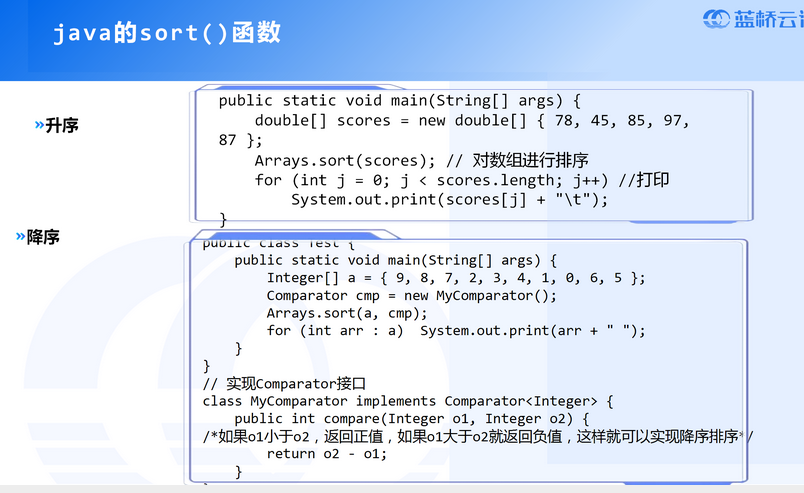 java的sort()函数
蓝桥云
»升序
public static void main(String[] args) {
double[] scores = new double[] { 78, 45, 85, 97,
87 };
Arrays.sort(scores); // 对数组进行排序
for (int j = 0; j < scores.length; j++) //打印
System.out.print(scores[j] + "\t");
}
»降序
public class Test {
public static void main(String[] args) {
Integer[] a = { 9, 8, 7, 2, 3, 4, 1, 0, 6, 5 };
Comparator cmp = new MyComparator();
Arrays.sort(a, cmp);
for (int arr : a)  System.out.print(arr + " ");
}
}
// 实现Comparator接口
class MyComparator implements Comparator<Integer> {
public int compare(Integer o1, Integer o2) {
/*如果o1小于o2，返回正值，如果o1大于o2就返回负值，这样就可以实现降序排序*/
return o2 - o1;
}